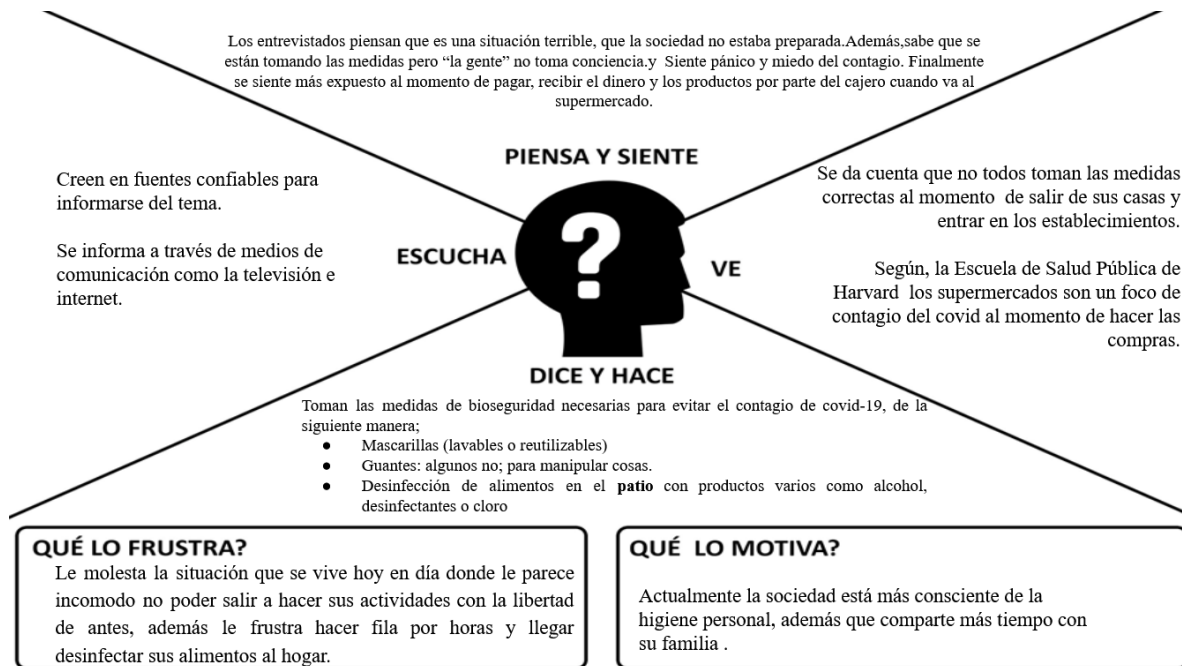 Los entrevistados piensan que es una situación terrible, que la sociedad no estaba preparada.Además,sabe que se
están tomando las medidas pero “la gente” no toma conciencia.y Siente pánico y miedo del contagio. Finalmente
se siente más expuesto al momento de pagar, recibir el dinero y los productos por parte del cajero cuando va al
supermercado.
PIENSA Y SIENTE
Creen en fuentes confiables para
informarse del tema.
Se informa a través de medios de
comunicación como la televisión e
internet.
ESCUCHA
?
VE
Se da cuenta que no todos toman las medidas
correctas al momento de salir de sus casas y
entrar en los establecimientos.
Según, la Escuela de Salud Pública de
Harvard los supermercados son un foco de
contagio del covid al momento de hacer las
compras.
DICE Y HACE
Toman las medidas de bioseguridad necesarias para evitar el contagio de covid-19, de la
siguiente manera;
● Mascarillas (lavables o reutilizables)
● Guantes: algunos no; para manipular cosas.
● Desinfección de alimentos en el patio con productos varios como alcohol,
desinfectantes o cloro
QUÉ LO FRUSTRA?
Le molesta la situación que se vive hoy en día donde le parece
incomodo no poder salir a hacer sus actividades con la libertad
de antes, además le frustra hacer fila por horas y llegar
desinfectar sus alimentos al hogar.
QUÉ LO MOTIVA?
Actualmente la sociedad está más consciente de la
higiene personal, además que comparte más tiempo con
su familia .